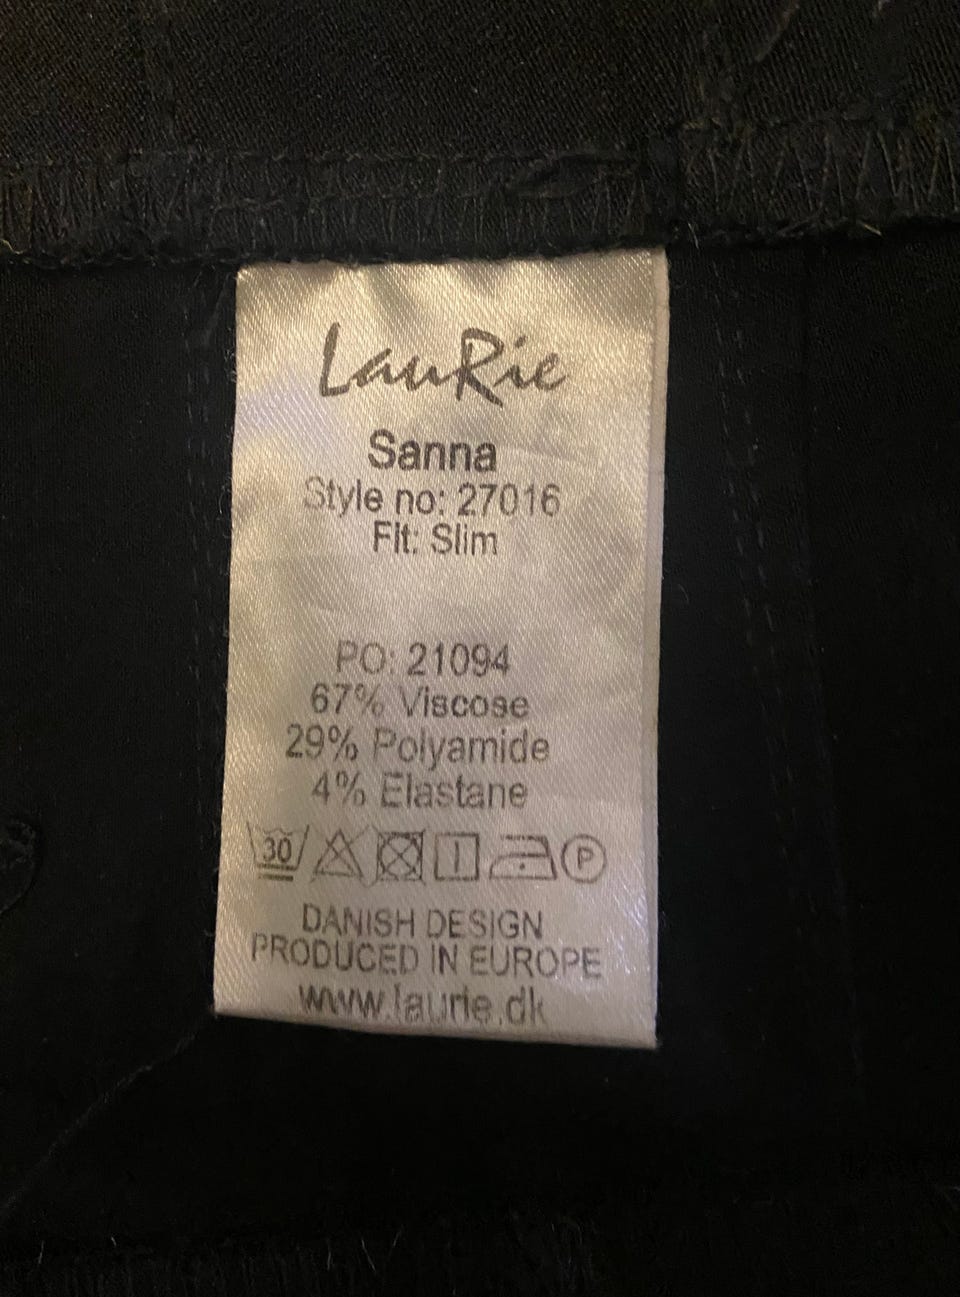 LauRie
Sanna
Style no: 27016
Fit: Slim
PO: 21094
67% Viscose
29% Polyamide
4% Elastane
30 P
DANISH DESIGN
PRODUCED IN EUROPE
www.laurie.dk